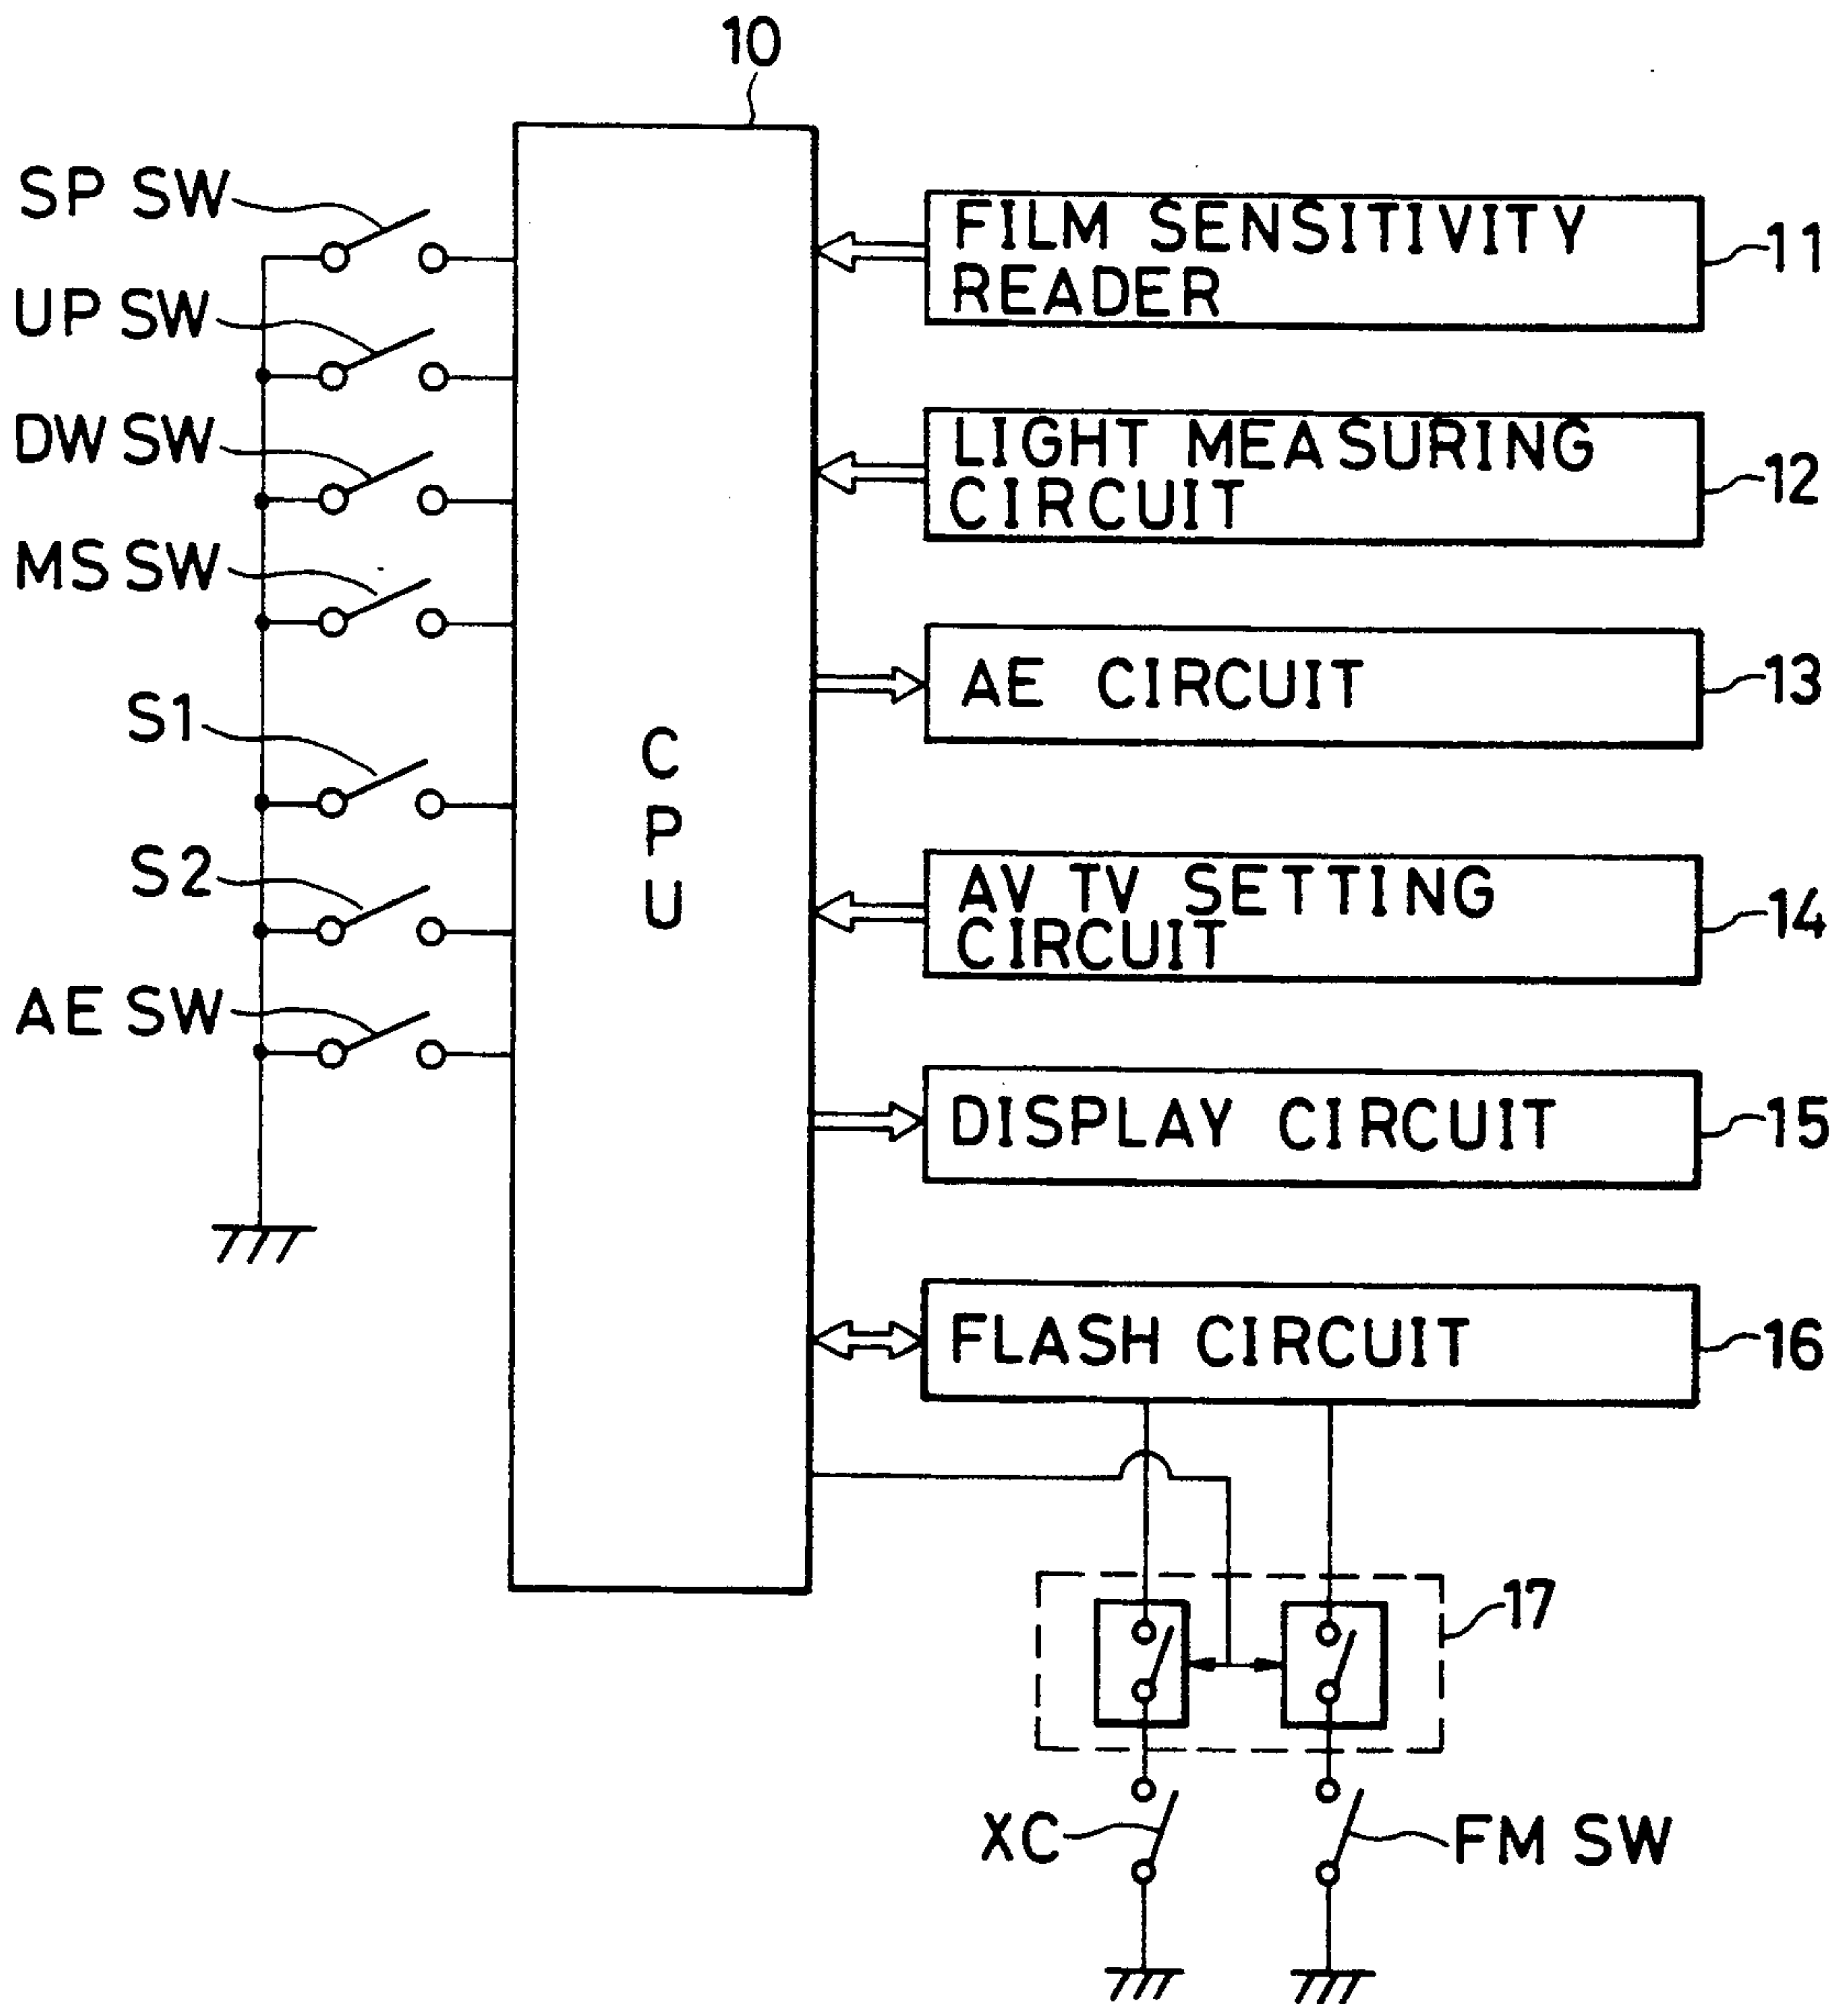 10
SP SW
UP SW
DW SW
MS SW
S1
S2
AE SW
C
P
U
FILM SENSITIVITY
READER
11
LIGHT MEASURING
CIRCUIT
12
AE CIRCUIT
13
AV TV SETTING
CIRCUIT
14
DISPLAY CIRCUIT
15
FLASH CIRCUIT
16
17
XC
FM SW